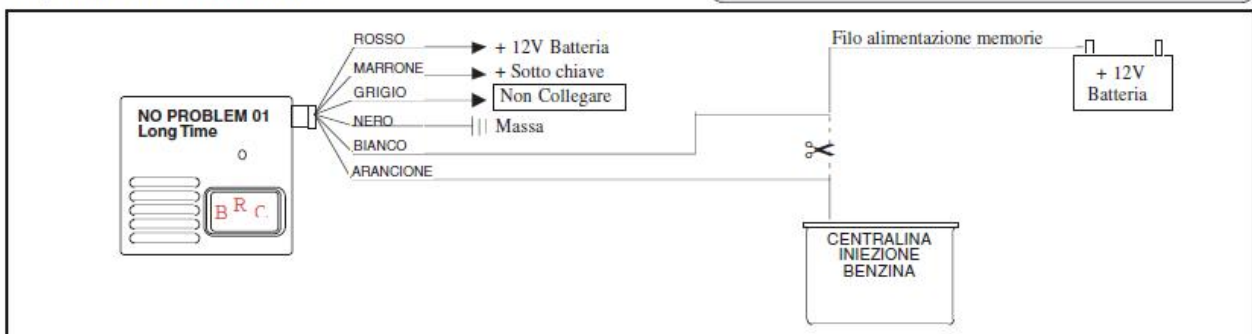 ROSSO
+ 12V Batteria
MARRONE
+ Sotto chiave
GRIGIO
Non Collegare
NERO
Massa
BIANCO
ARANCIONE
NO PROBLEM 01
Long Time
B R C.
Filo alimentazione memorie
+ 12V
Batteria
CENTRALINA
INIEZIONE
BENZINA